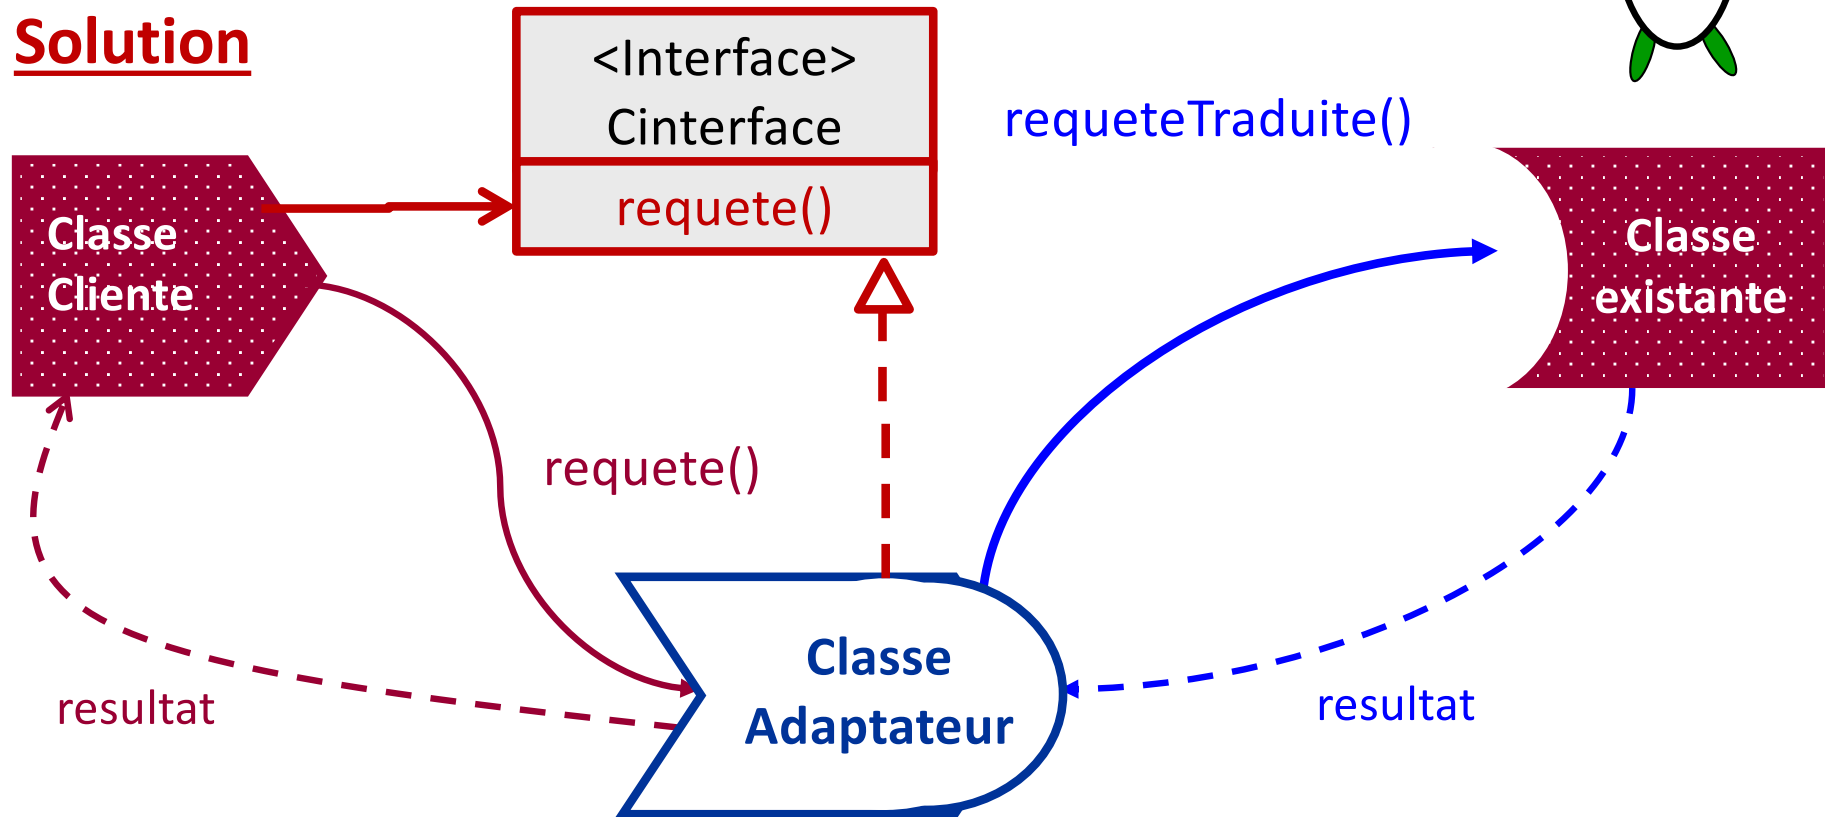 Solution
<Interface>
Cinterface
requete()
requeteTraduite()
Classe
Cliente
Classe
existante
requete()
Classe
Adaptateur
resultat
resultat